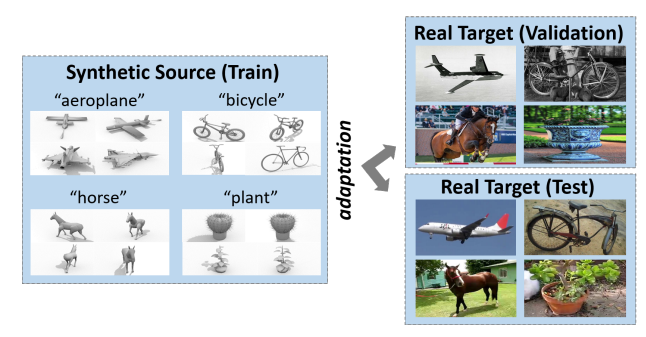 Synthetic Source (Train)
“aeroplane”
“bicycle”
“horse”
“plant”
adaptation
Real Target (Validation)
Real Target (Test)